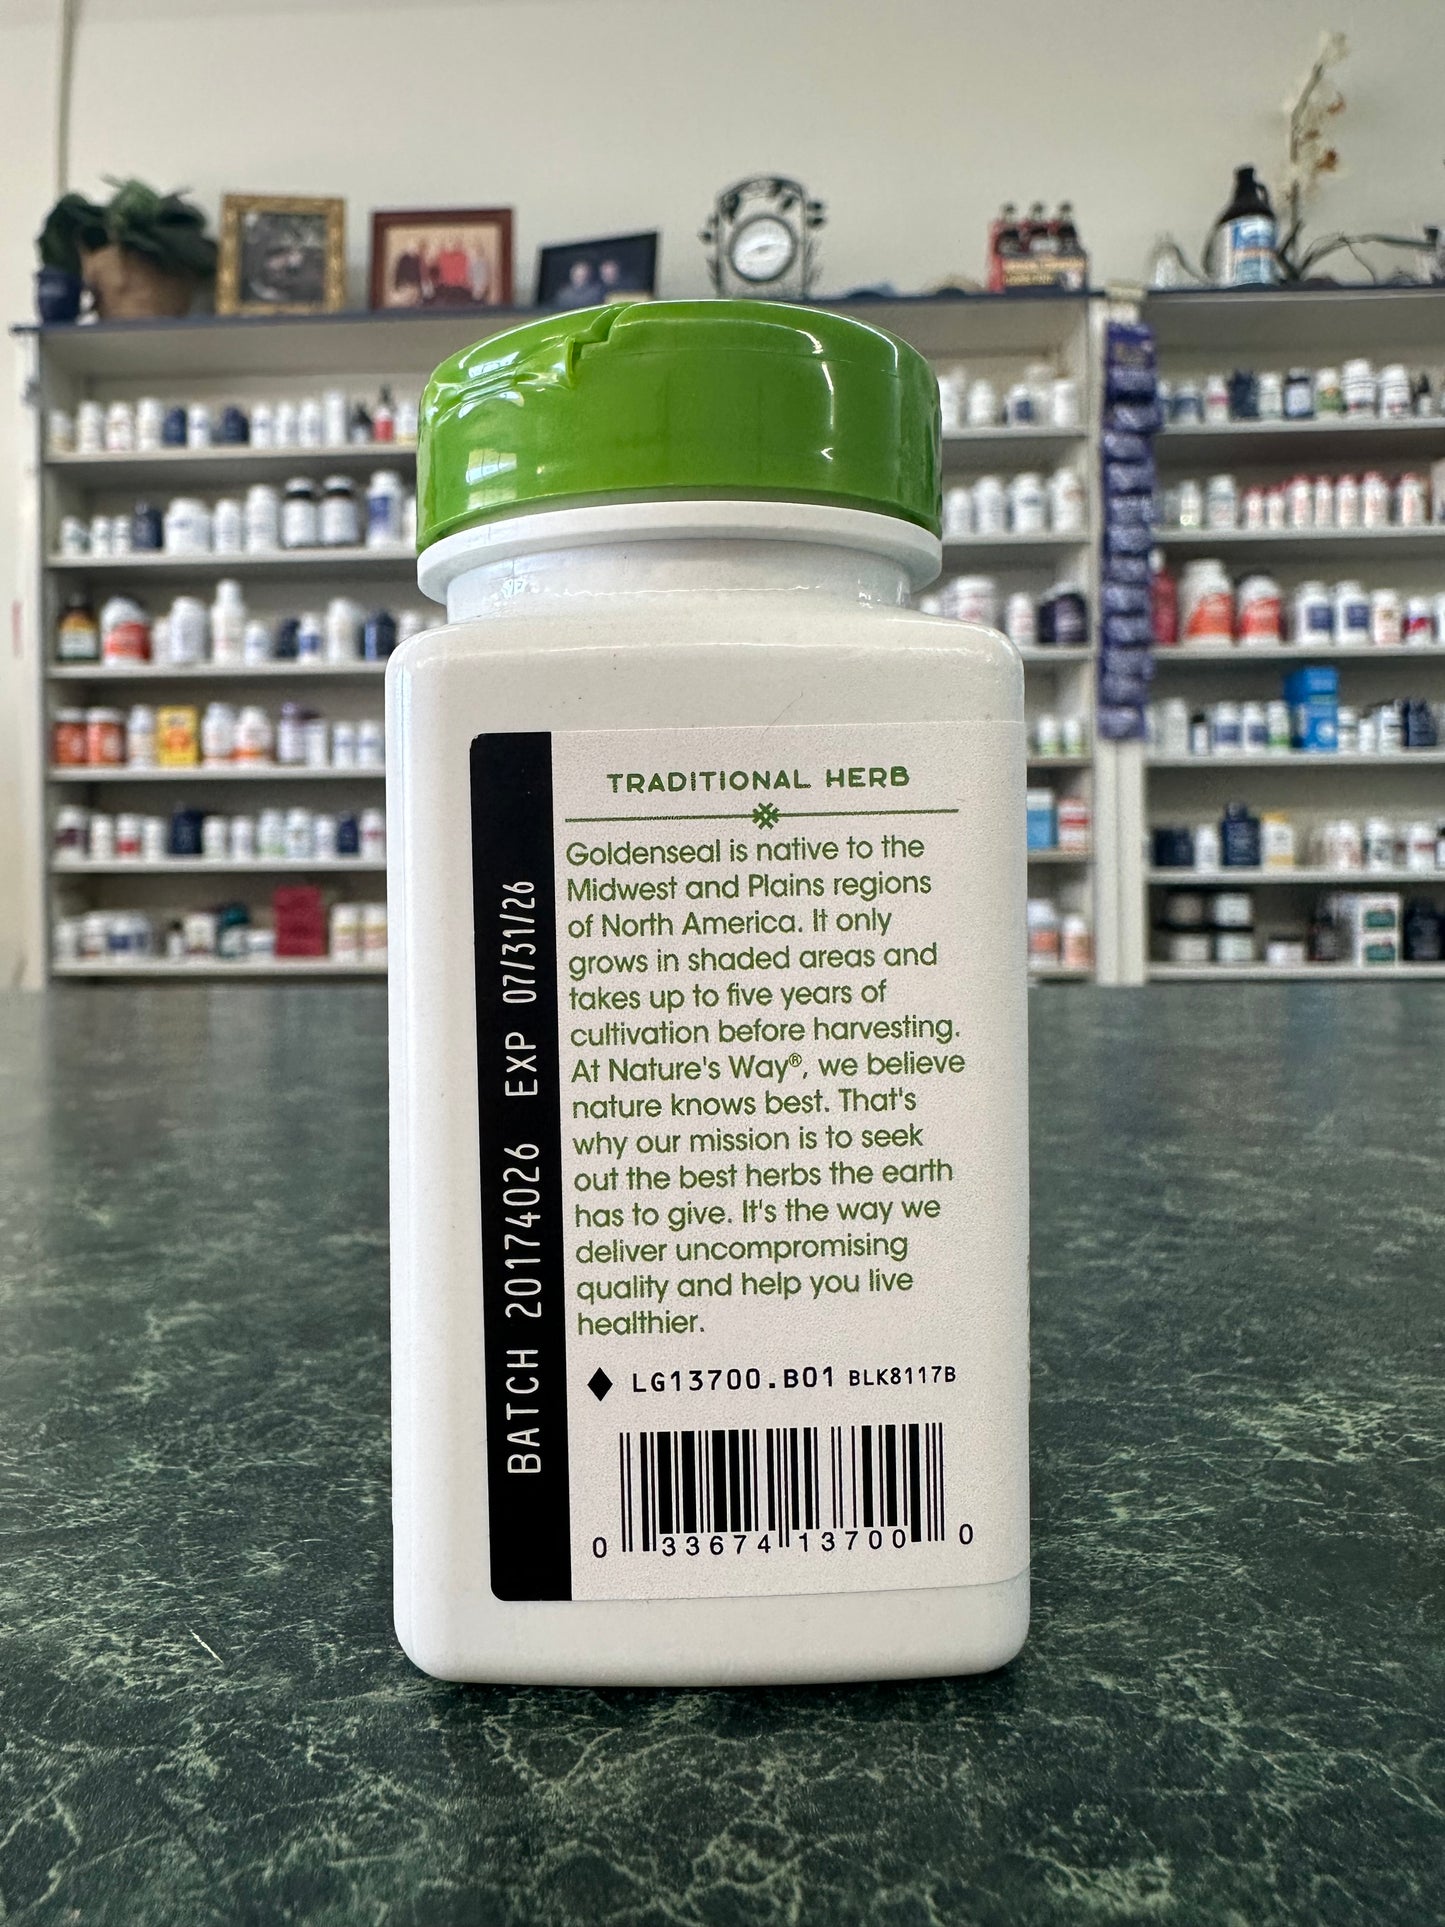 TRADITIONAL HERB
Goldenseal is native to the
Midwest and Plains regions
of North America. It only
grows in shaded areas and
takes up to five years of
cultivation before harvesting.
At Nature's Way®, we believe
nature knows best. That's
why our mission is to seek
out the best herbs the earth
has to give. It's the way we
deliver uncompromising
quality and help you live
healthier.
LG13700.B01 BLK8117B
0 33674 13700 0
BATCH 20174026 EXP 07/31/26